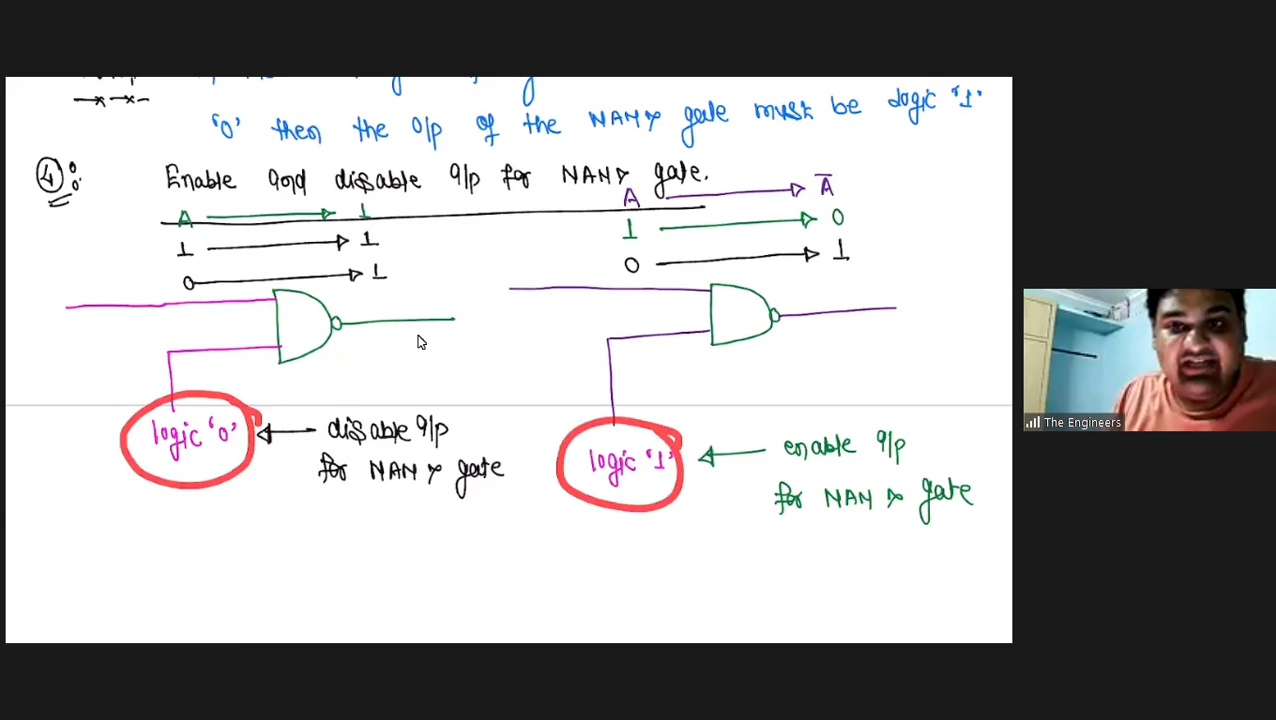 '0' then the O/p of the NAND gate must be logic '1'
④:
Enable and disable i/p for NAND gate.
A → 1
1 → 1
0 → 1
A → Ā
1 → 0
0 → 1
logic '0' ← disable i/p
for NAND gate
logic '1' ← enable i/p
for NAND gate
The Engineers